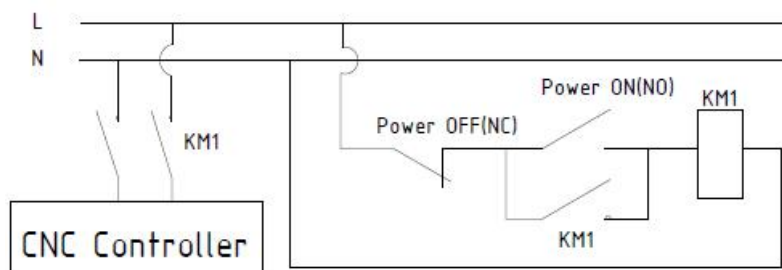 L
N
Power ON(NO)
KM1
Power OFF(NC)
KM1
KM1
CNC Controller